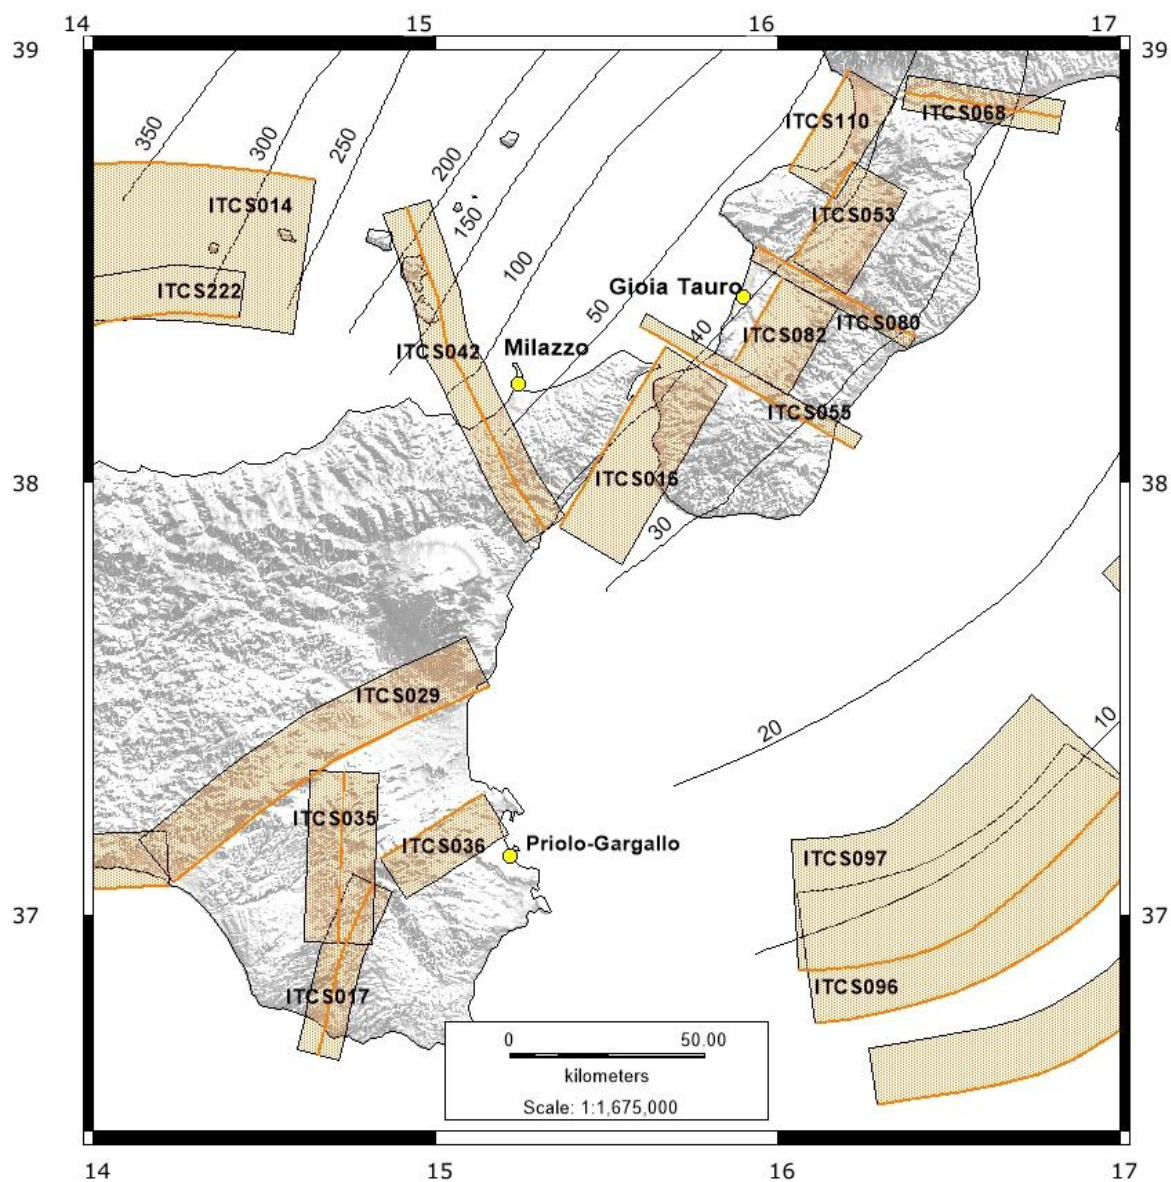 14 15 16 17
39 39
350
300
250
200
150
100
50
40
30
20
10
ITCS110
ITCS068
ITCS014
ITCS053
ITCS222
Gioia Tauro
ITCS080
ITCS082
ITCS042
Milazzo
ITCS055
ITCS016
38 38
ITCS029
ITCS035
ITCS036
Priolo-Gargallo
ITCS097
37 37
ITCS096
ITCS017
0 50.00
kilometers
Scale: 1:1,675,000
14 15 16 17